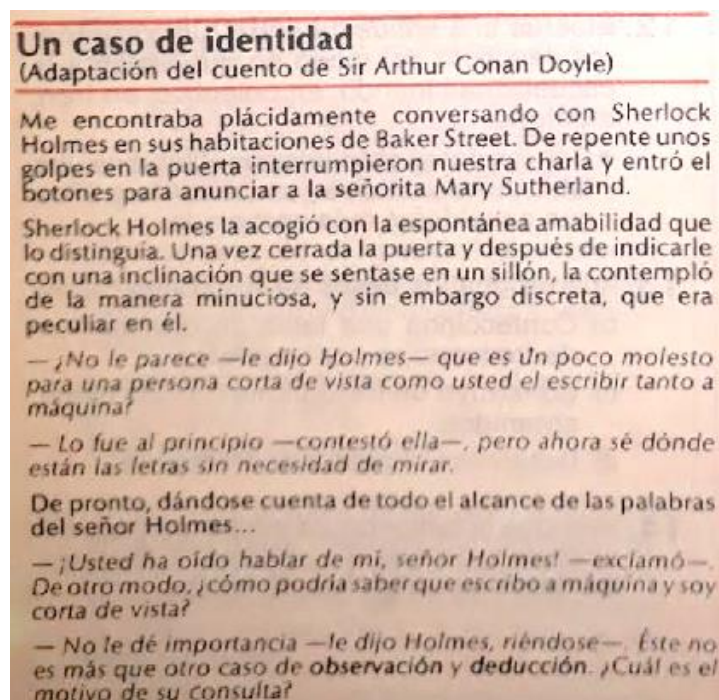 Un caso de identidad
(Adaptación del cuento de Sir Arthur Conan Doyle)
Me encontraba plácidamente conversando con Sherlock
Holmes en sus habitaciones de Baker Street. De repente unos
golpes en la puerta interrumpieron nuestra charla y entró el
botones para anunciar a la señorita Mary Sutherland.
Sherlock Holmes la acogió con la espontánea amabilidad que
lo distinguía. Una vez cerrada la puerta y después de indicarle
con una inclinación que se sentase en un sillón, la contempló
de la manera minuciosa, y sin embargo discreta, que era
peculiar en él.
— ¿No le parece —le dijo Holmes— que es un poco molesto
para una persona corta de vista como usted el escribir tanto a
máquina?
— Lo fue al principio —contestó ella—, pero ahora sé dónde
están las letras sin necesidad de mirar.
De pronto, dándose cuenta de todo el alcance de las palabras
del señor Holmes...
— ¡Usted ha oído hablar de mí, señor Holmes! —exclamó—.
De otro modo, ¿cómo podría saber que escribo a máquina y soy
corta de vista?
— No le dé importancia —le dijo Holmes, riéndose—. Éste no
es más que otro caso de observación y deducción. ¿Cuál es el
motivo de su consulta?